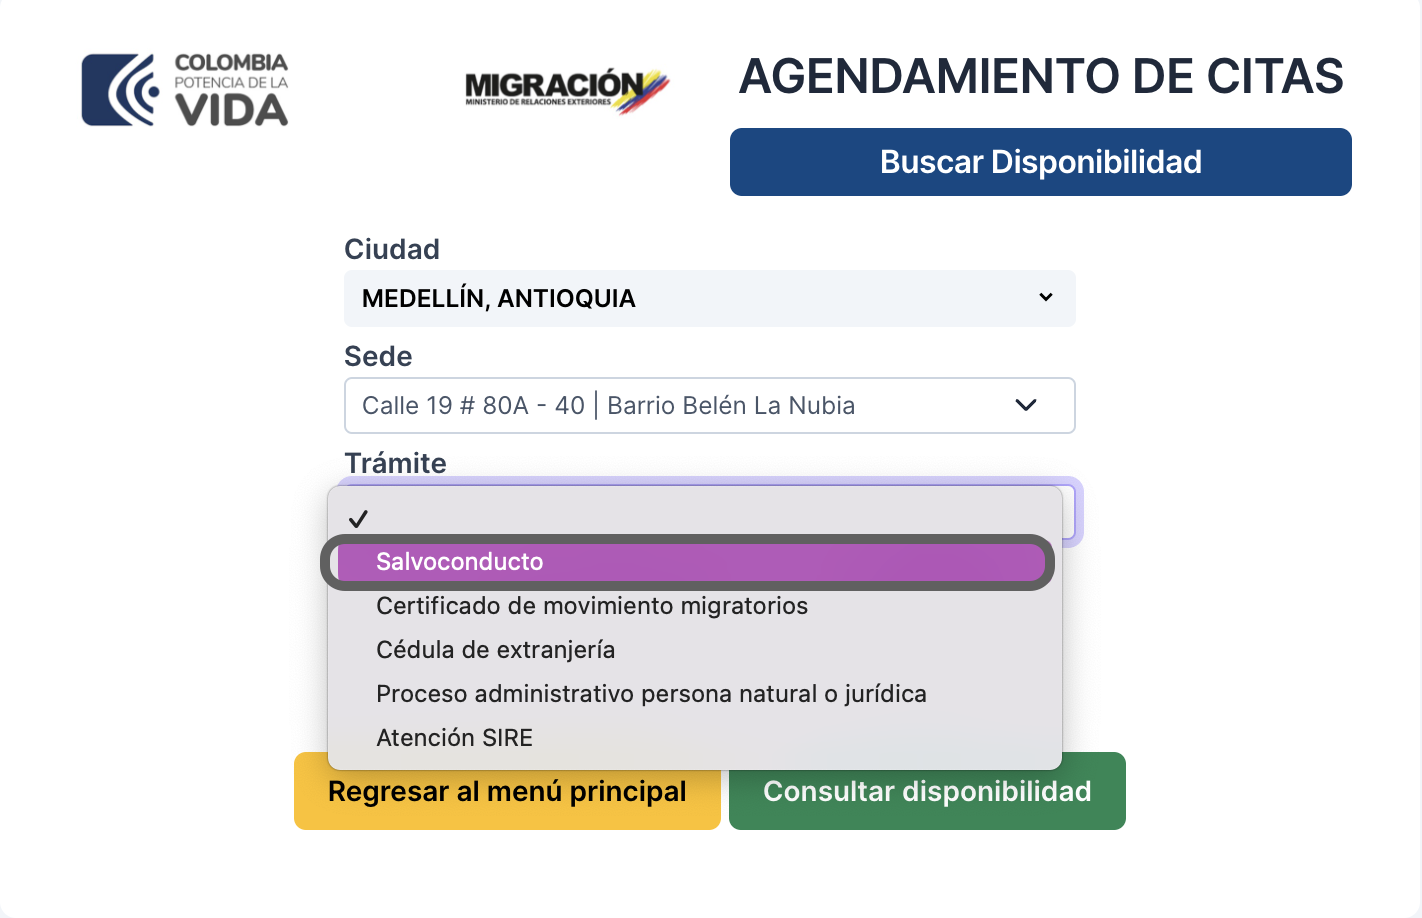 COLOMBIA
POTENCIA DE LA
VIDA
MIGRACIÓN
MINISTERIO DE RELACIONES EXTERIORES
AGENDAMIENTO DE CITAS
Buscar Disponibilidad
Ciudad
MEDELLÍN, ANTIOQUIA
Sede
Calle 19 # 80A - 40 | Barrio Belén La Nubia
Trámite
Salvoconducto
Certificado de movimiento migratorios
Cédula de extranjería
Proceso administrativo persona natural o jurídica
Atención SIRE
Regresar al menú principal
Consultar disponibilidad